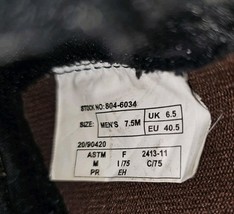 STOCK NO: 804-6034
SIZE: MEN'S 7.5M UK 6.5
EU 40.5
20/90420
ASTM F 2413-11
M I/75 C/75
PR EH